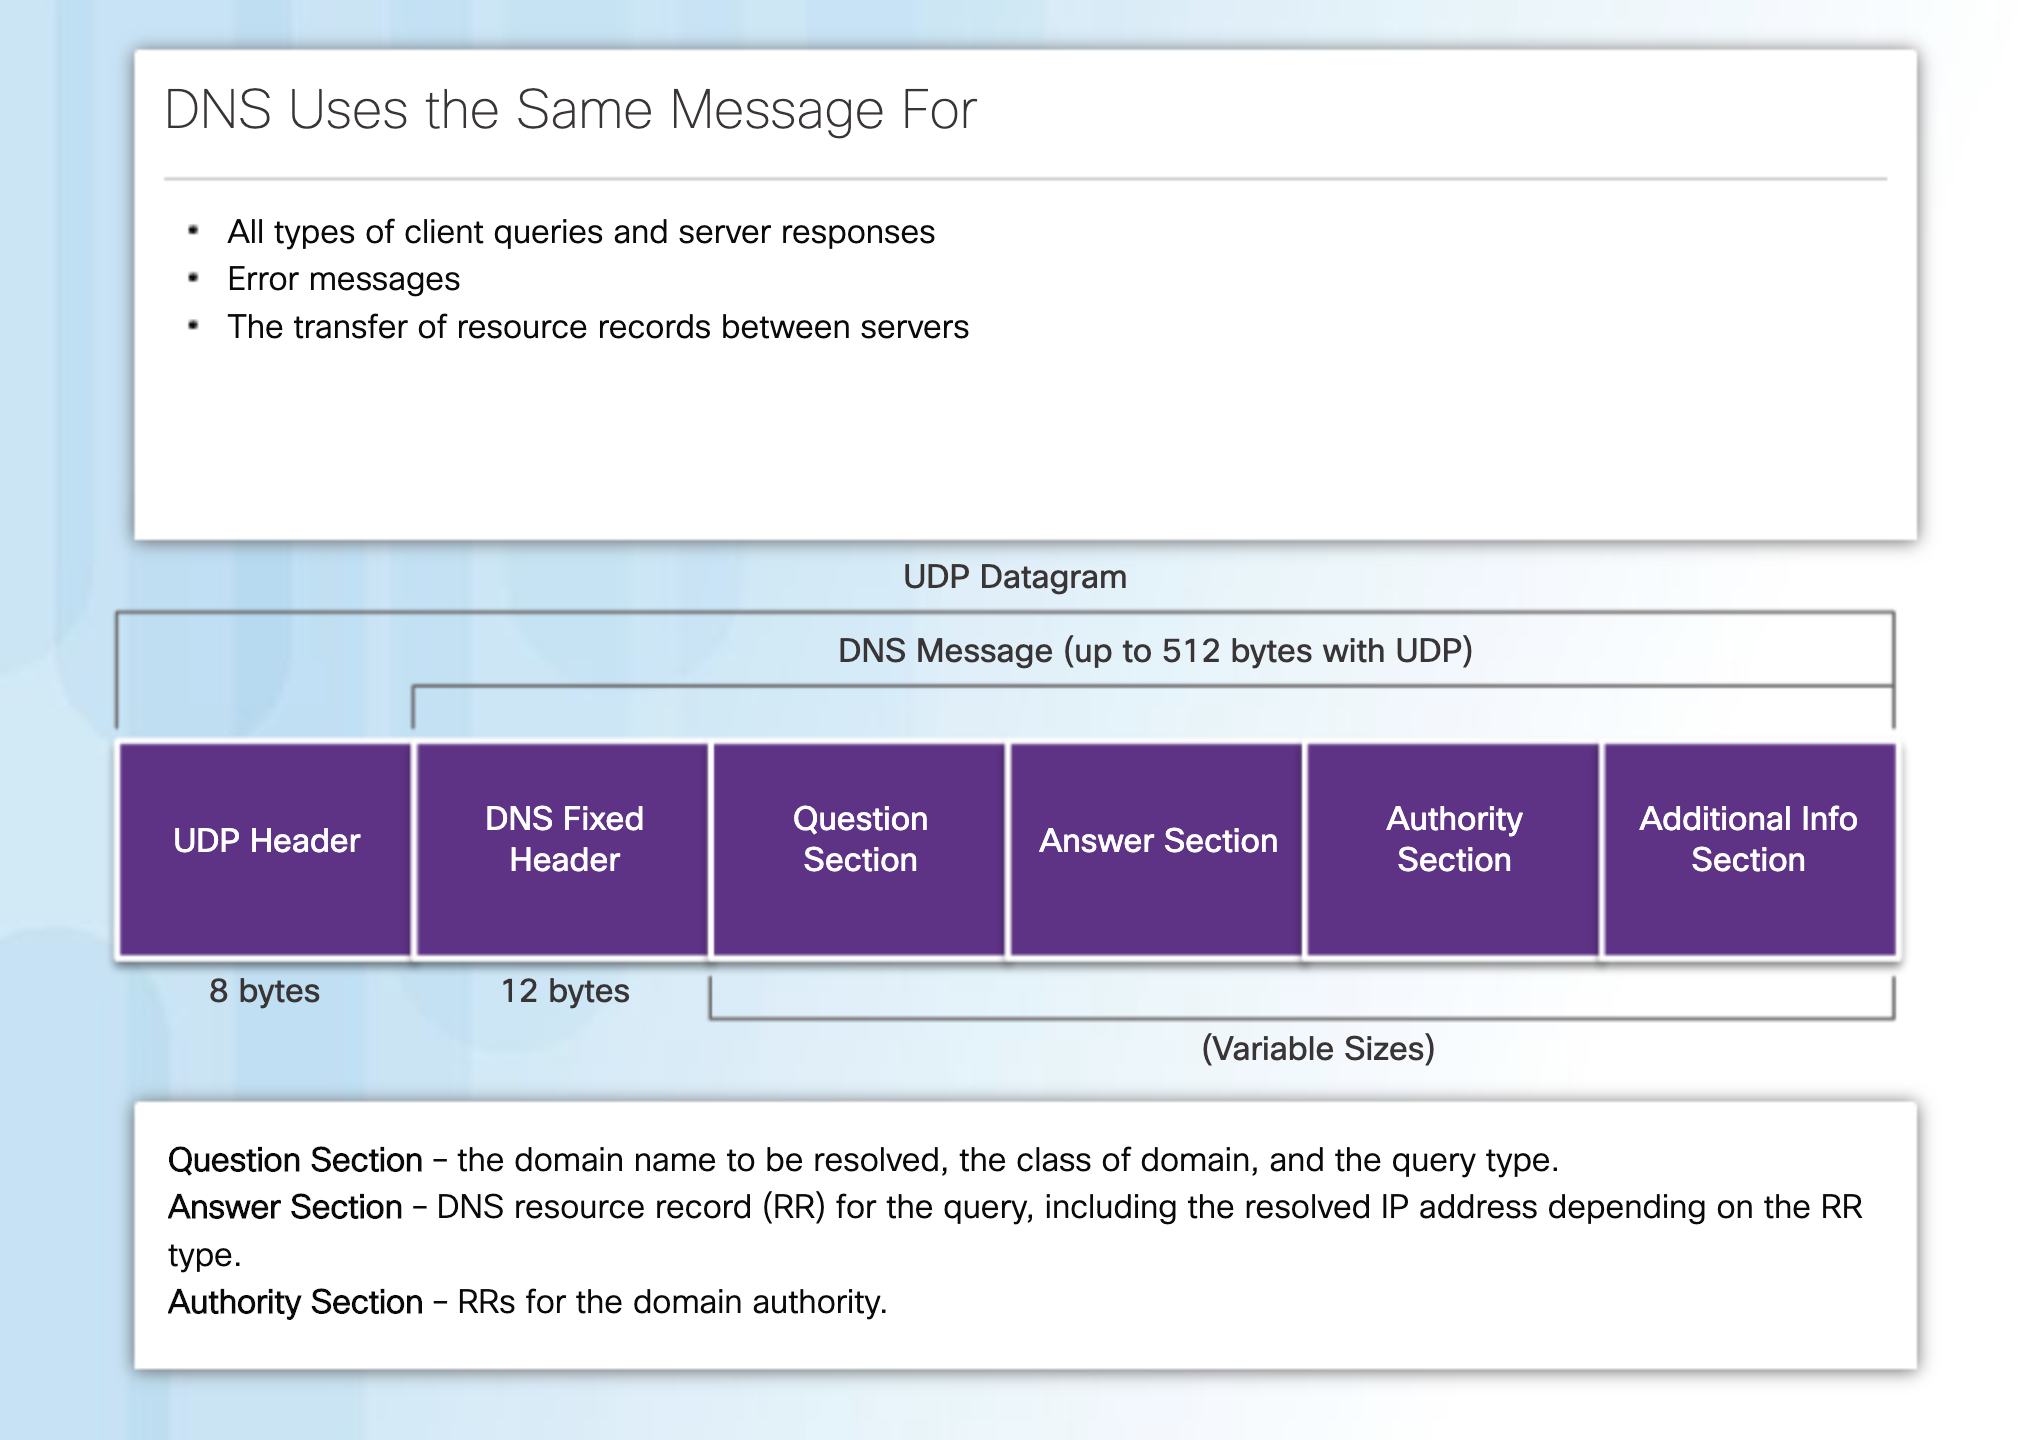 DNS Uses the Same Message For
▪ All types of client queries and server responses
▪ Error messages
▪ The transfer of resource records between servers
UDP Datagram
DNS Message (up to 512 bytes with UDP)
UDP Header
DNS Fixed
Header
Question
Section
Answer Section
Authority
Section
Additional Info
Section
8 bytes
12 bytes
(Variable Sizes)
Question Section – the domain name to be resolved, the class of domain, and the query type.
Answer Section – DNS resource record (RR) for the query, including the resolved IP address depending on the RR
type.
Authority Section – RRs for the domain authority.